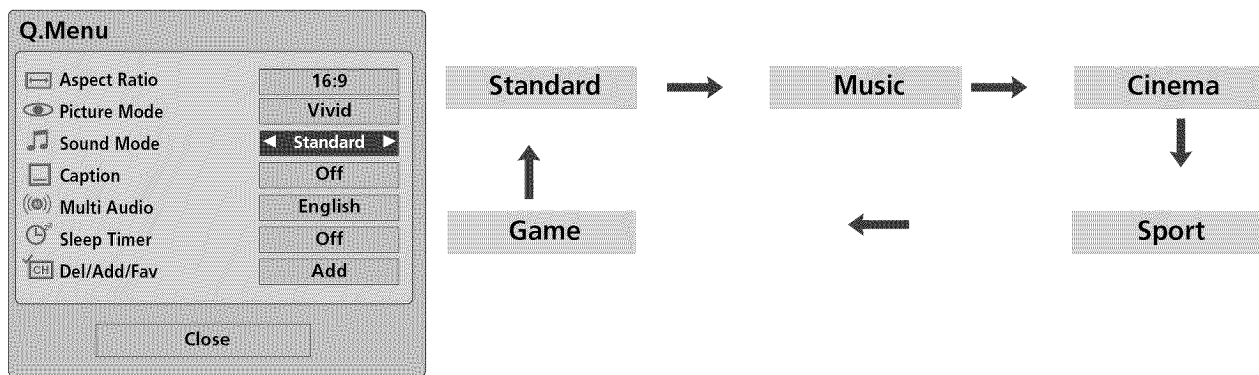 Q.Menu
Aspect Ratio 16:9
Picture Mode Vivid
Sound Mode Standard
Caption Off
Multi Audio English
Sleep Timer Off
CH Del/Add/Fav Add
Close
Standard Music Cinema
Game Sport